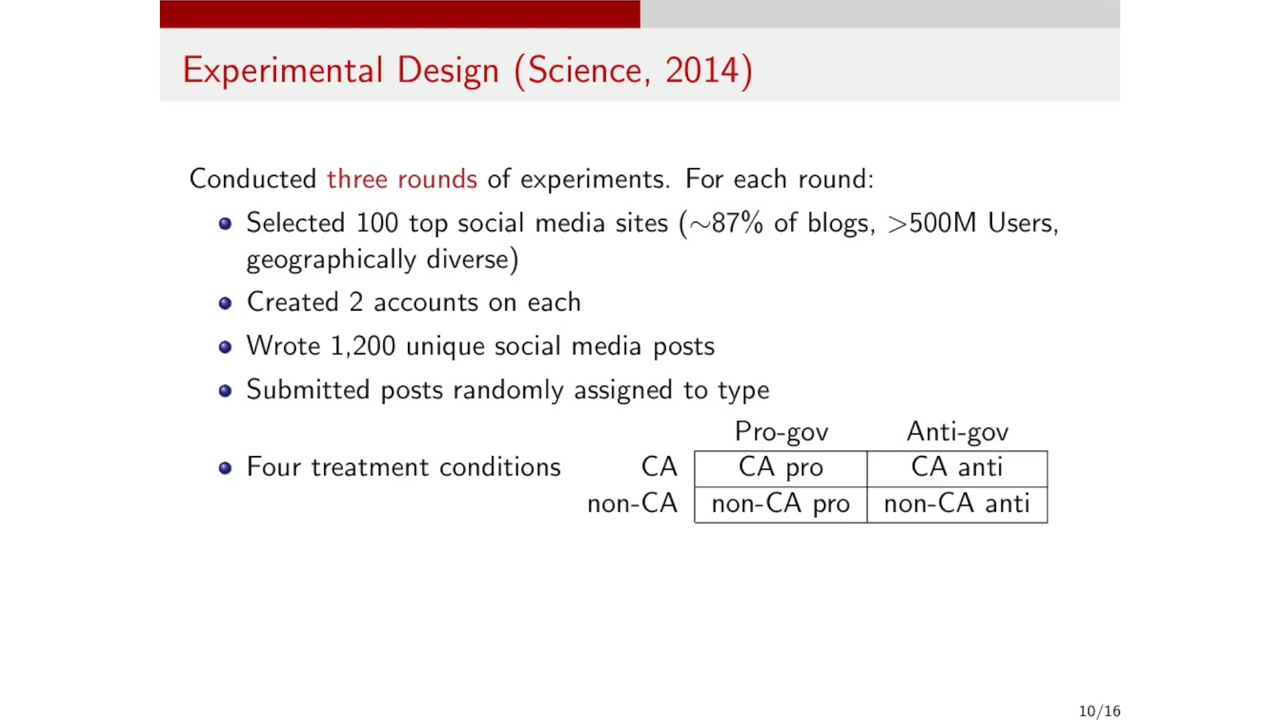 Experimental Design (Science, 2014)
Conducted three rounds of experiments. For each round:
Selected 100 top social media sites (∼87% of blogs, >500M Users,
geographically diverse)
Created 2 accounts on each
Wrote 1,200 unique social media posts
Submitted posts randomly assigned to type
Pro-gov Anti-gov
Four treatment conditions CA CA pro CA anti
non-CA non-CA pro non-CA anti
10/16